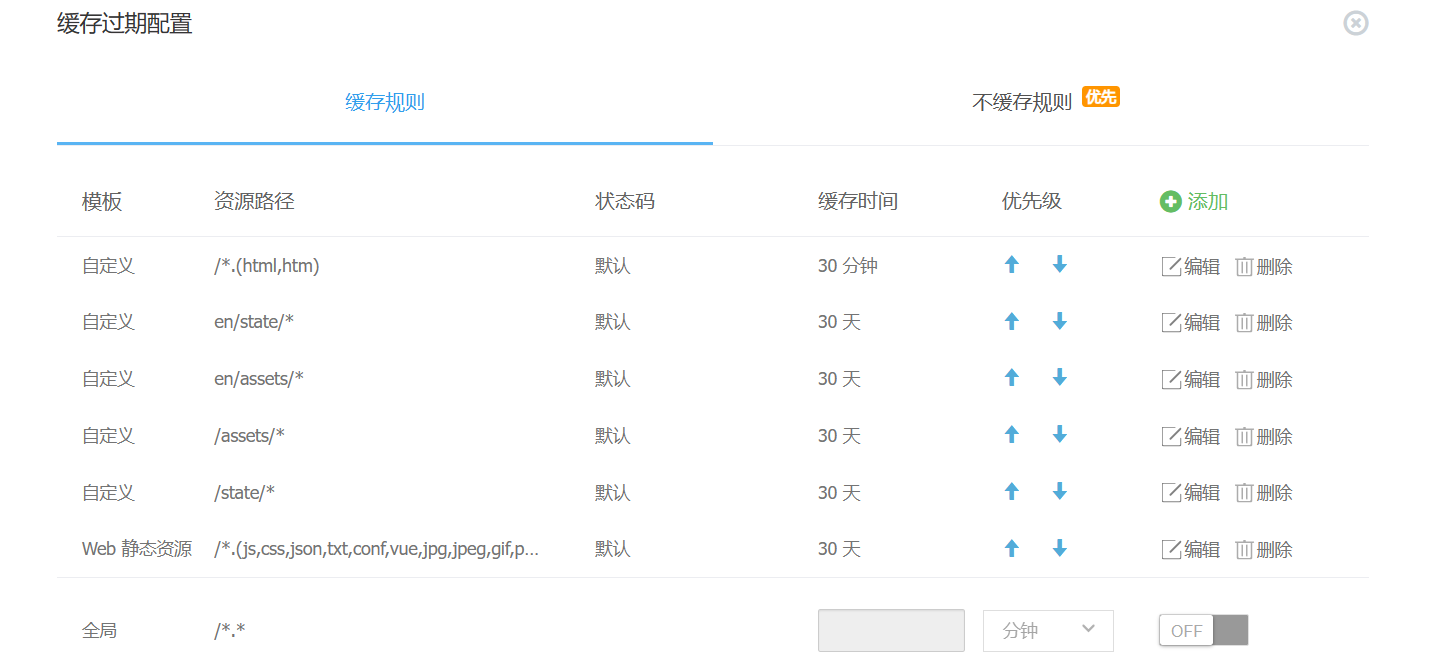 缓存过期配置
缓存规则 不缓存规则 优先
模板 资源路径 状态码 缓存时间 优先级 添加
自定义 /*.(html,htm) 默认 30 分钟 编辑 删除
自定义 en/state/* 默认 30 天 编辑 删除
自定义 en/assets/* 默认 30 天 编辑 删除
自定义 /assets/* 默认 30 天 编辑 删除
自定义 /state/* 默认 30 天 编辑 删除
Web 静态资源 /*.(js,css,json,txt,conf,vue,jpg,jpeg,gif,p... 默认 30 天 编辑 删除
全局 /*.* 分钟 OFF